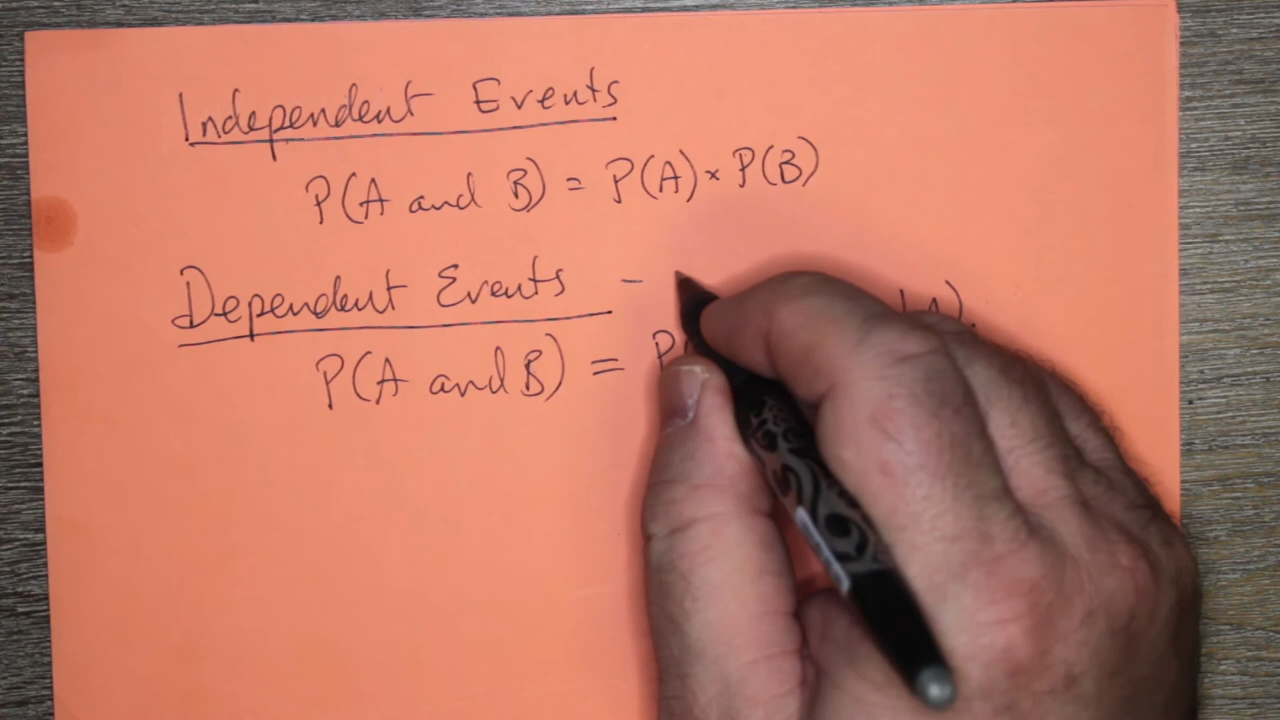 Independent Events
P(A and B) = P(A) × P(B)
Dependent Events -
P(A and B) = P( |A).